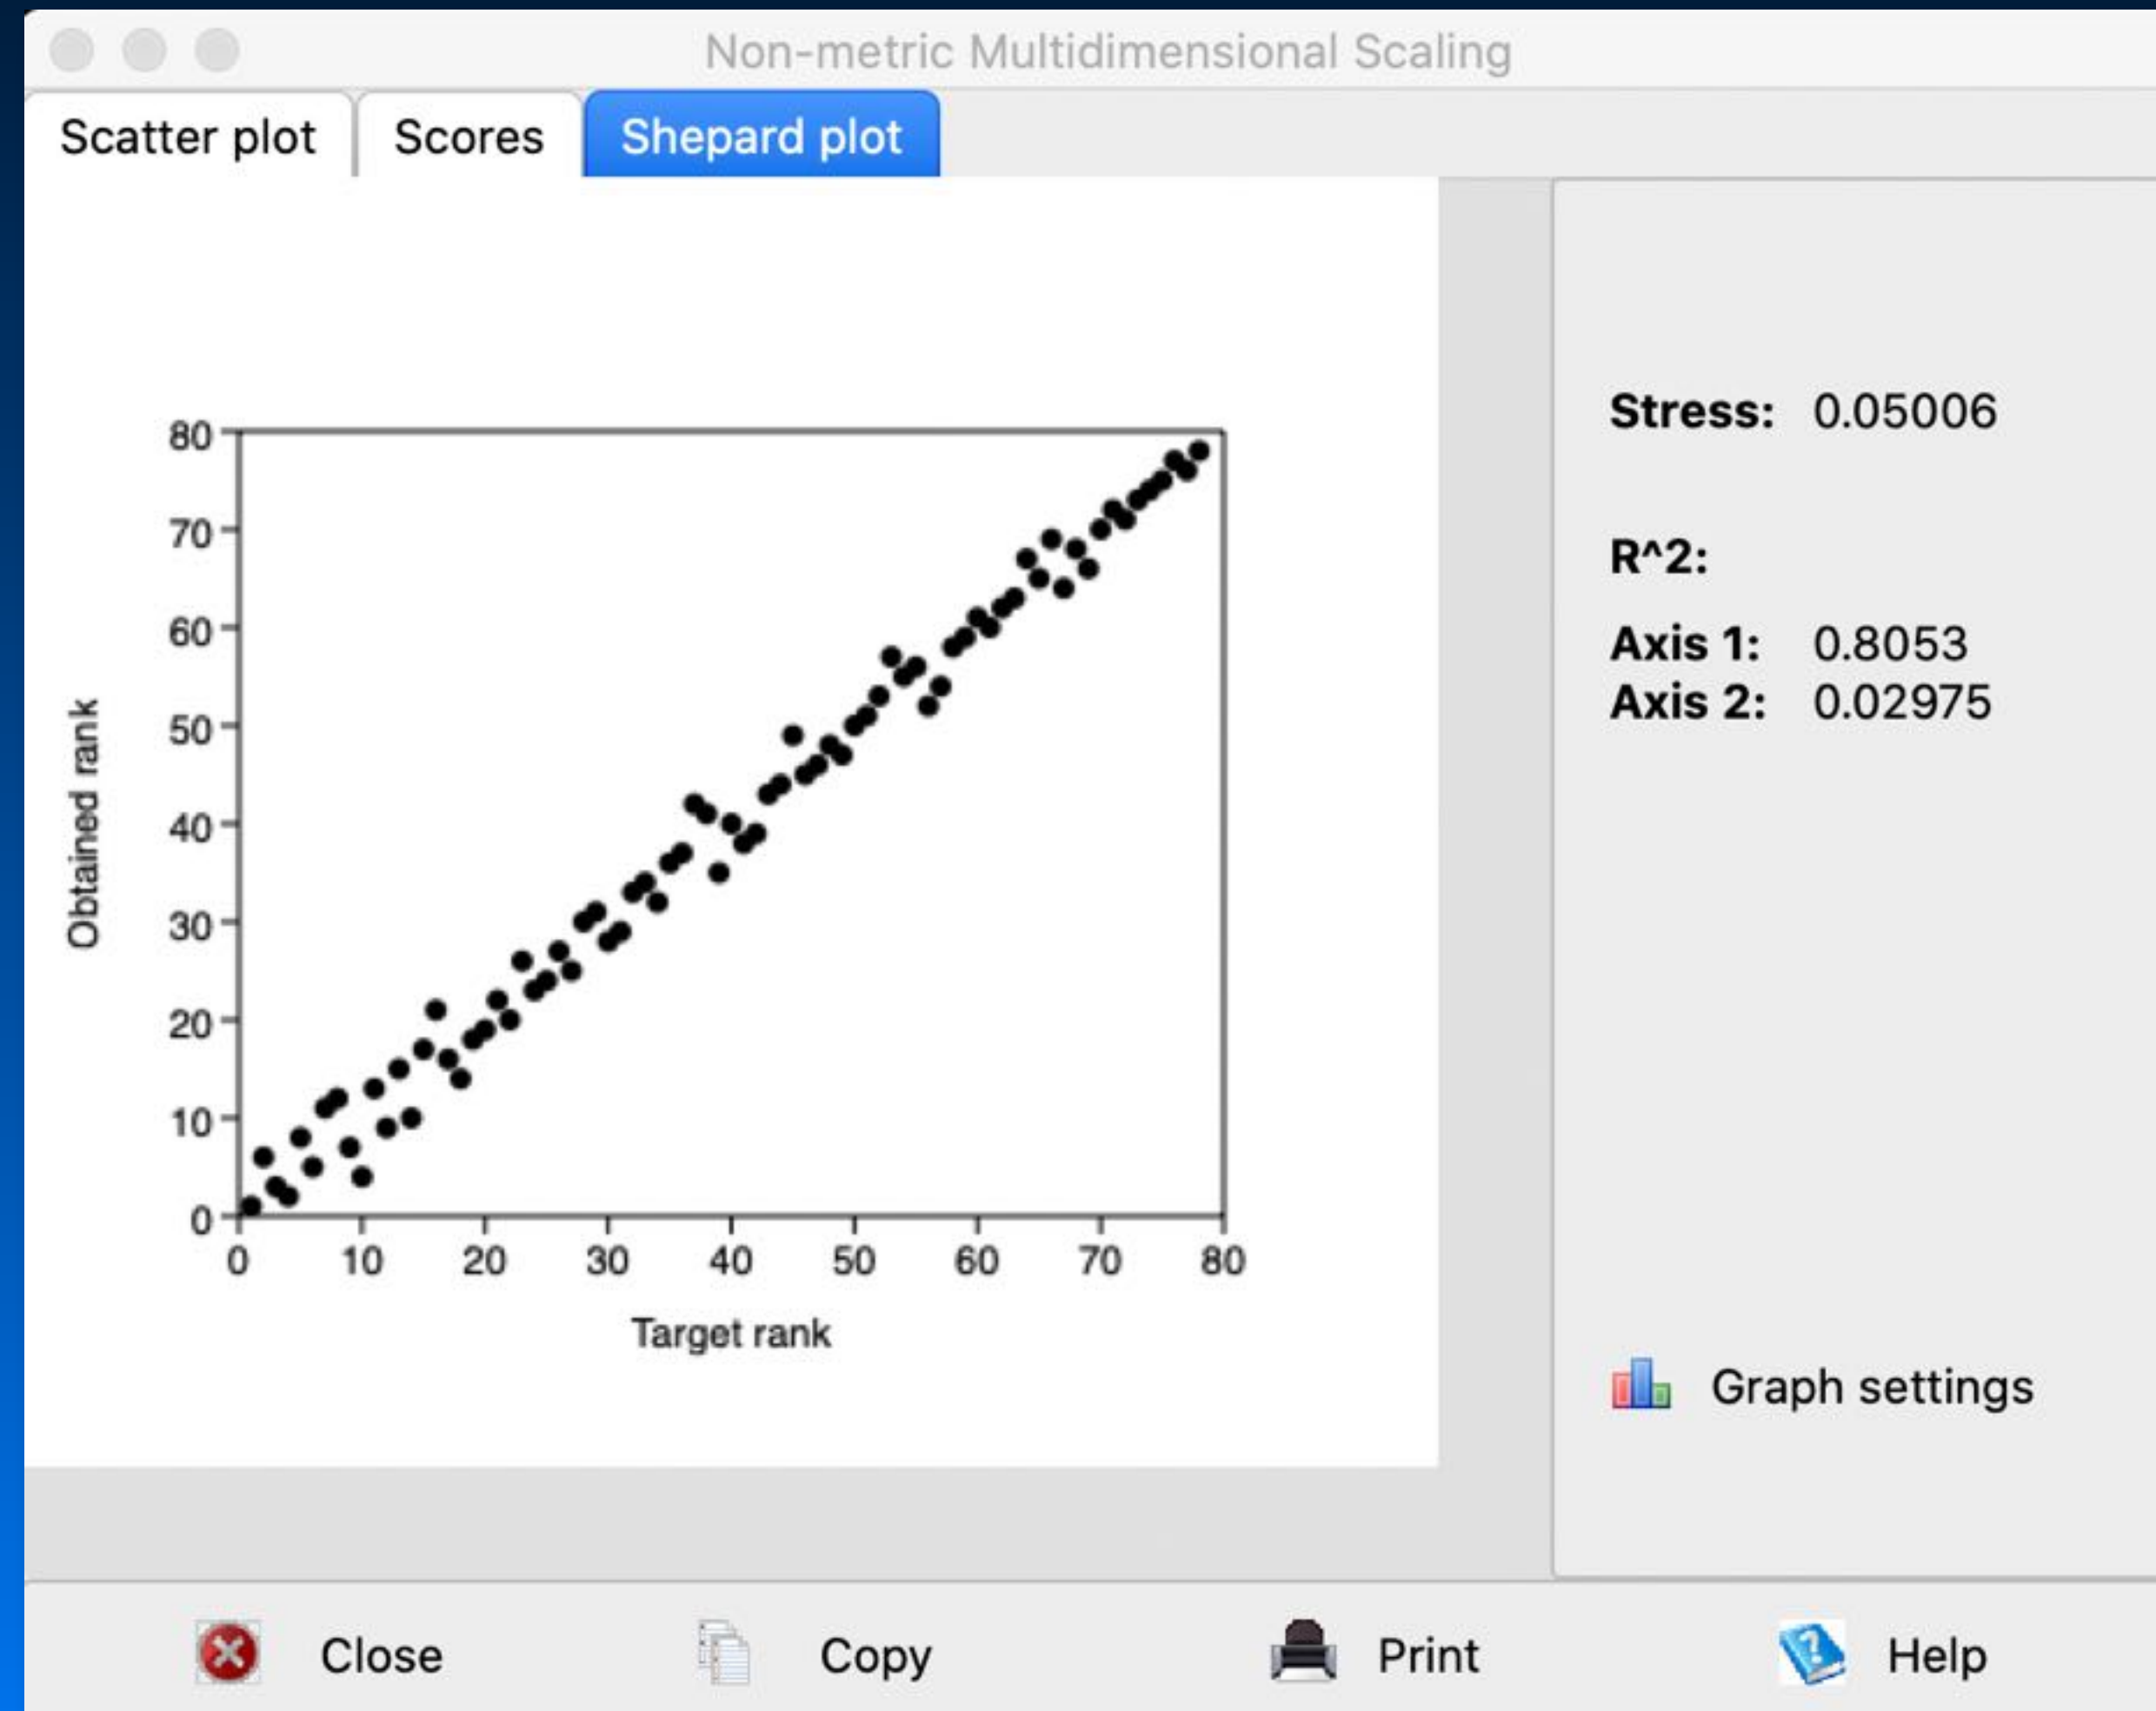 Non-metric Multidimensional Scaling
Scatter plot Scores Shepard plot
80
70
60
50
40
30
20
10
0
Obtained rank
0 10 20 30 40 50 60 70 80
Target rank
Stress: 0.05006
R^2:
Axis 1: 0.8053
Axis 2: 0.02975
Graph settings
Close Copy Print Help